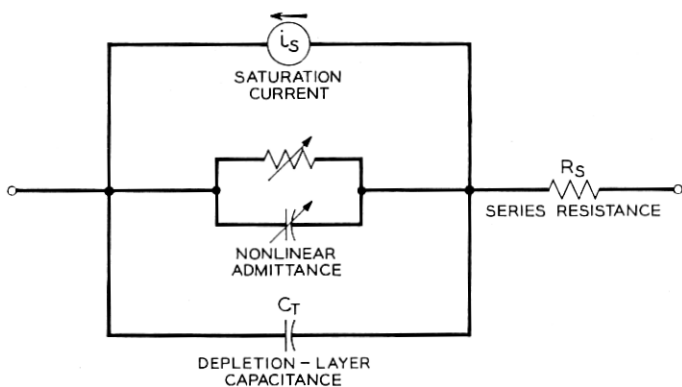 iS
SATURATION
CURRENT
RS
SERIES RESISTANCE
NONLINEAR
ADMITTANCE
CT
DEPLETION-LAYER
CAPACITANCE